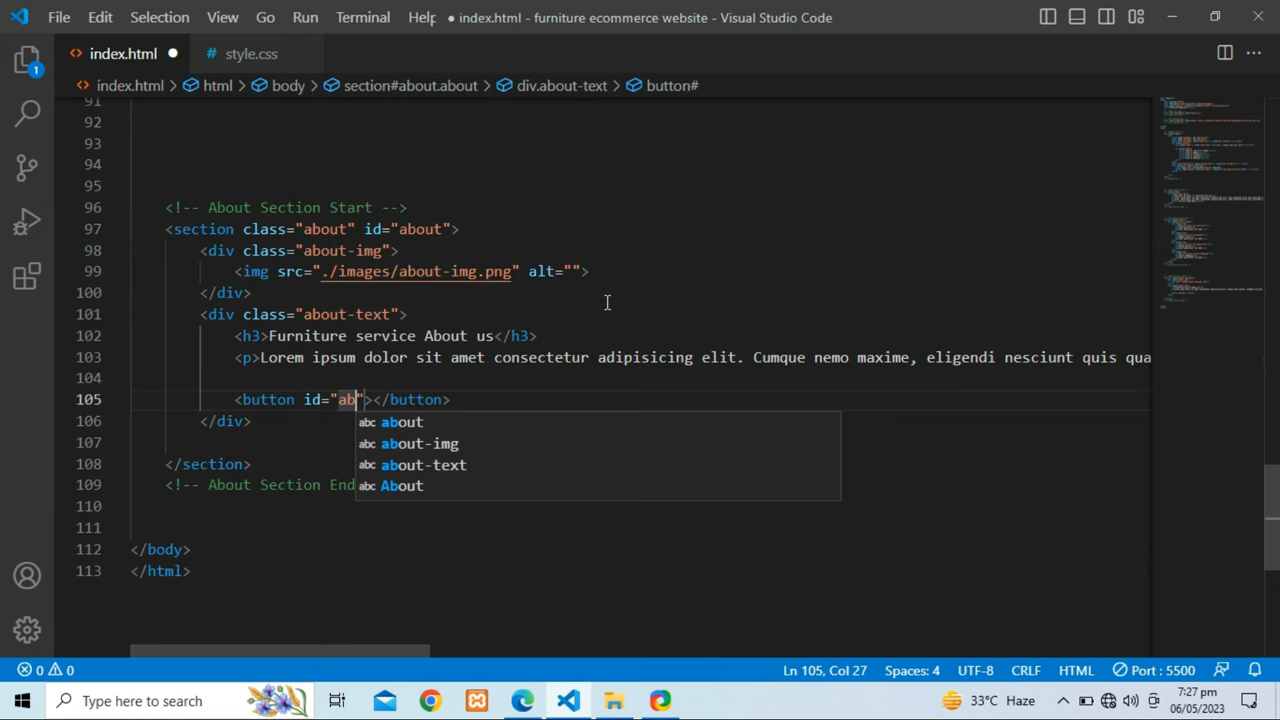 File Edit Selection View Go Run Terminal Help ● index.html - furniture ecommerce website - Visual Studio Code
index.html ● # style.css
1
index.html > html > body > section#about.about > div.about-text > button#
91
92
93
94
95
96 <!-- About Section Start -->
97 <section class="about" id="about">
98 <div class="about-img">
99 <img src="./images/about-img.png" alt="">
100 </div>
101 <div class="about-text">
102 <h3>Furniture service About us</h3>
103 <p>Lorem ipsum dolor sit amet consectetur adipisicing elit. Cumque nemo maxime, eligendi nesciunt quis qua
104
105 <button id="ab"></button>
106 </div>
abc about
107
abc about-img
108 </section>
abc about-text
109 <!-- About Section End
abc About
110
111
112 </body>
113 </html>
0 0 Ln 105, Col 27 Spaces: 4 UTF-8 CRLF HTML Port : 5500
Type here to search 33°C Haze 7:27 pm
06/05/2023